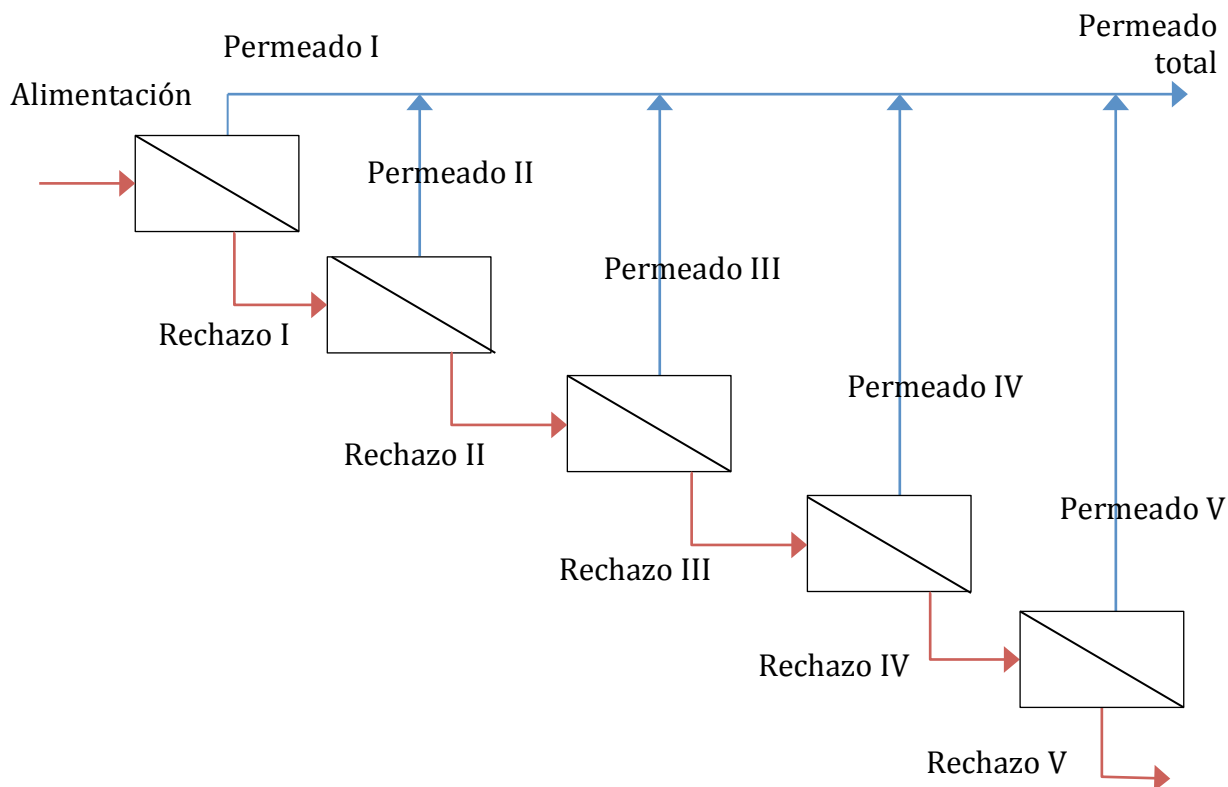 Permeado
total
Permeado I
Alimentación
Permeado II
Permeado III
Rechazo I
Permeado IV
Rechazo II
Permeado V
Rechazo III
Rechazo IV
Rechazo V